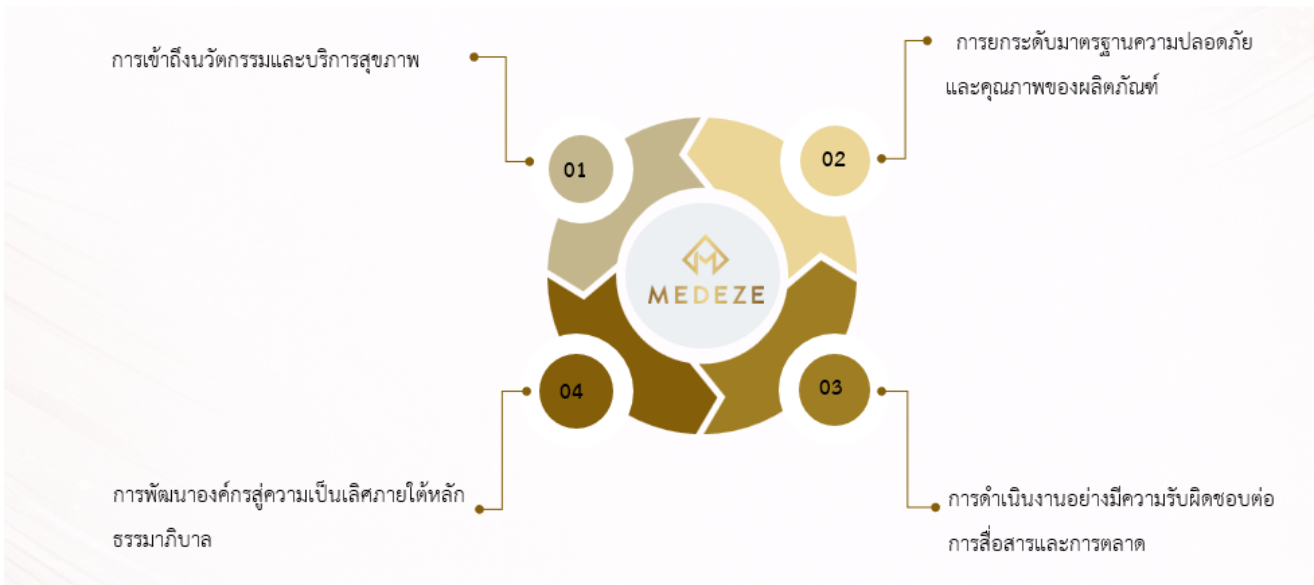 การเข้าถึงนวัตกรรมและบริการสุขภาพ
การยกระดับมาตรฐานความปลอดภัย
และคุณภาพของผลิตภัณฑ์
01
02
MEDEZE
04
03
การพัฒนาองค์กรสู่ความเป็นเลิศภายใต้หลัก
ธรรมาภิบาล
การดำเนินงานอย่างมีความรับผิดชอบต่อ
การสื่อสารและการตลาด